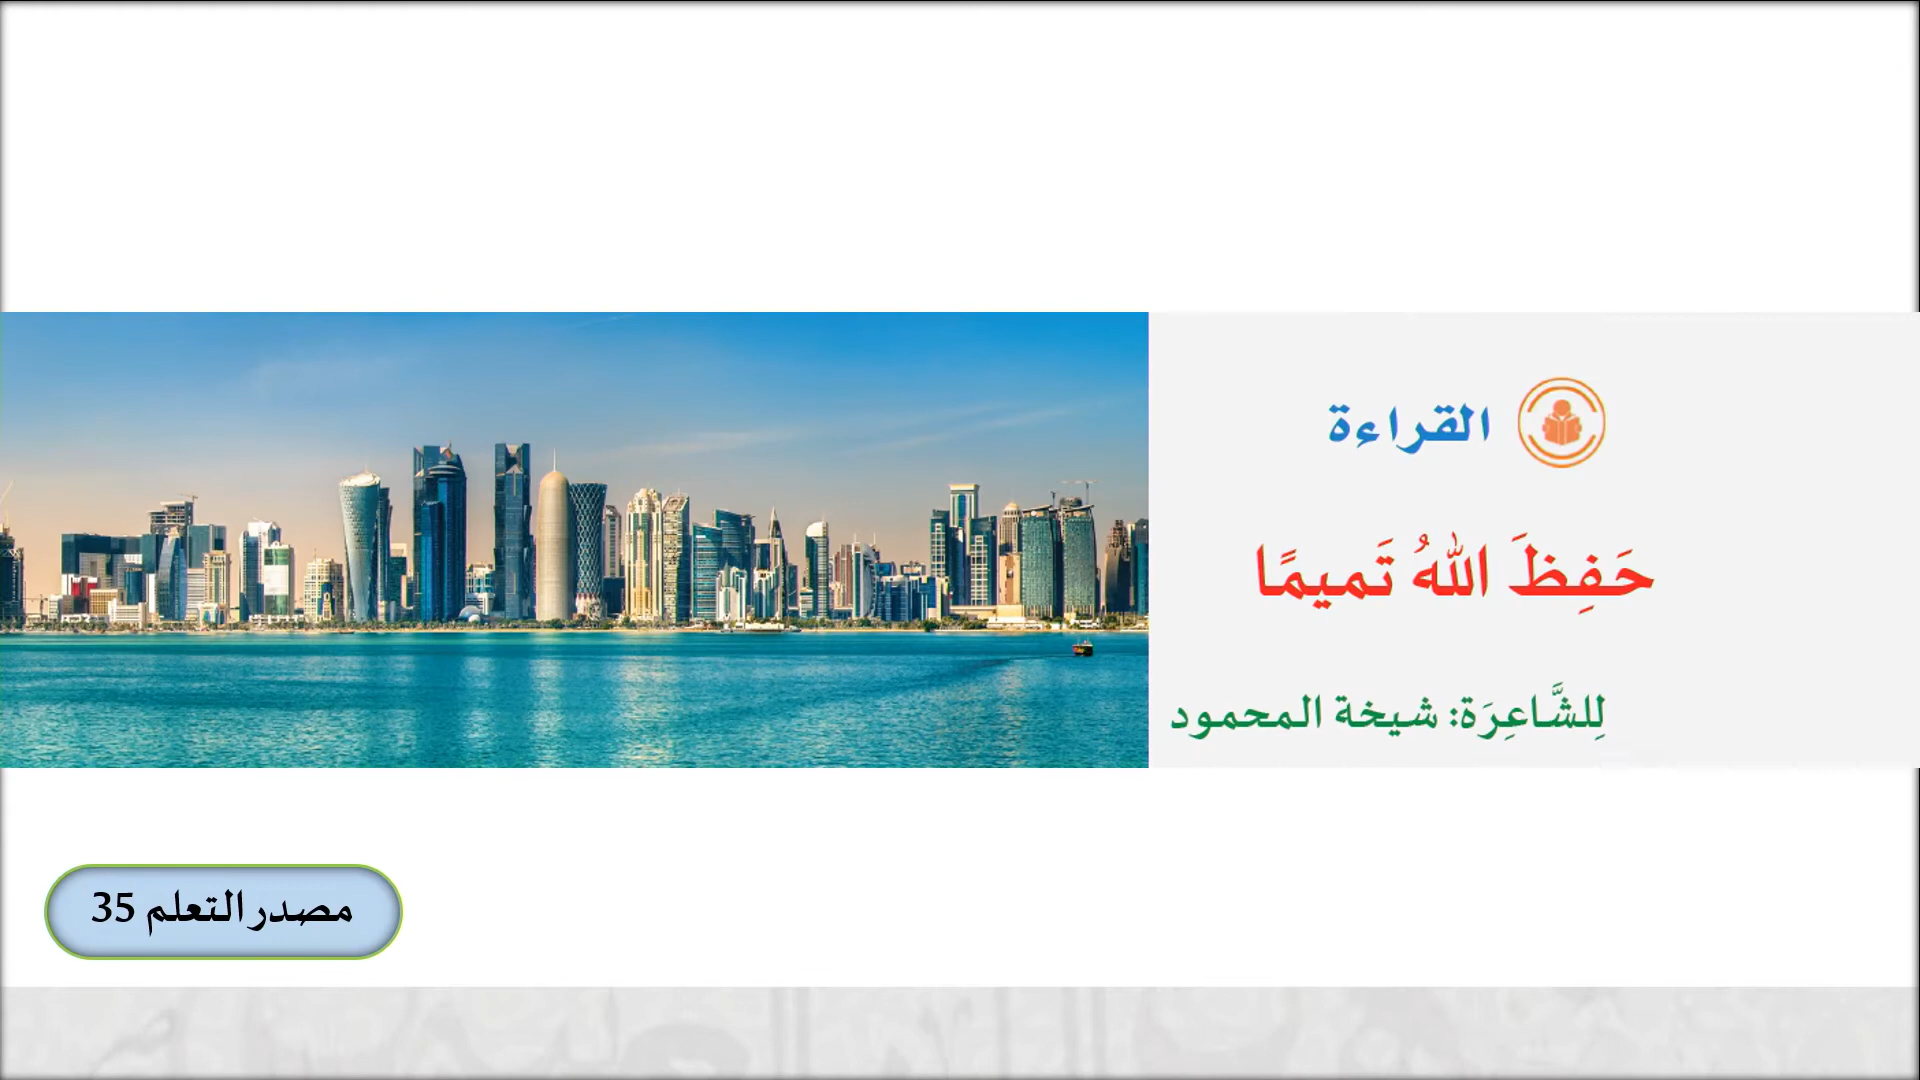 القراءة
حَفِظَ اللهُ تَميمًا
لِلشَّاعِرَة: شيخة المحمود
مصدر التعلم 35